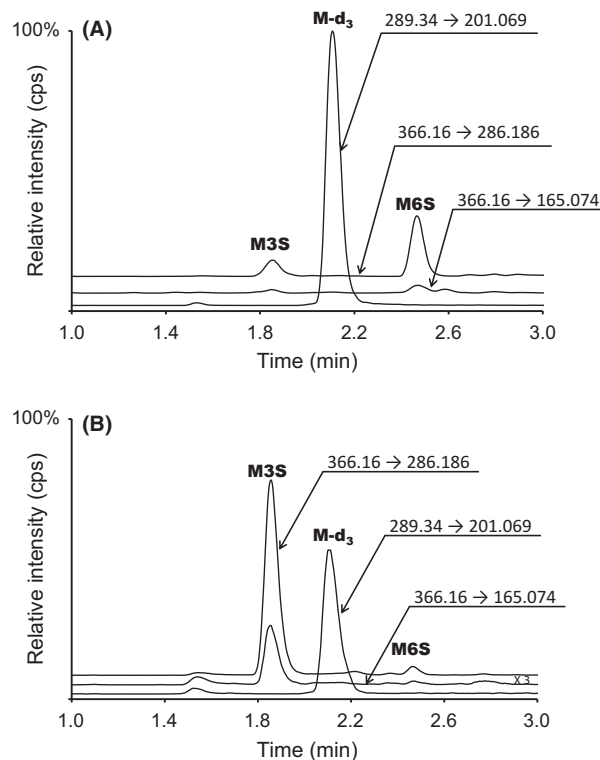 (A)
100%
M-d₃
289.34 → 201.069
366.16 → 286.186
M6S
366.16 → 165.074
M3S
Relative intensity (cps)
1.0 1.4 1.8 2.2 2.6 3.0
Time (min)
(B)
100%
M3S
366.16 → 286.186
M-d₃
289.34 → 201.069
366.16 → 165.074
M6S
X 3
Relative intensity (cps)
1.0 1.4 1.8 2.2 2.6 3.0
Time (min)